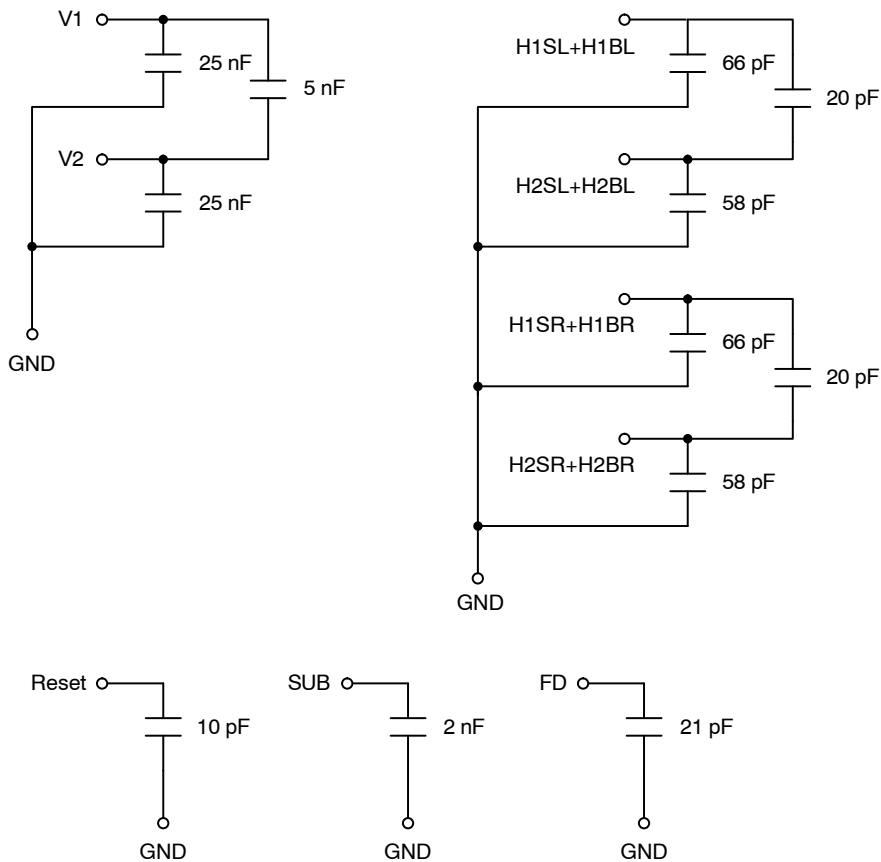 V1
25 nF
5 nF
V2
25 nF
GND
H1SL+H1BL
66 pF
20 pF
H2SL+H2BL
58 pF
H1SR+H1BR
66 pF
20 pF
H2SR+H2BR
58 pF
GND
Reset
10 pF
GND
SUB
2 nF
GND
FD
21 pF
GND